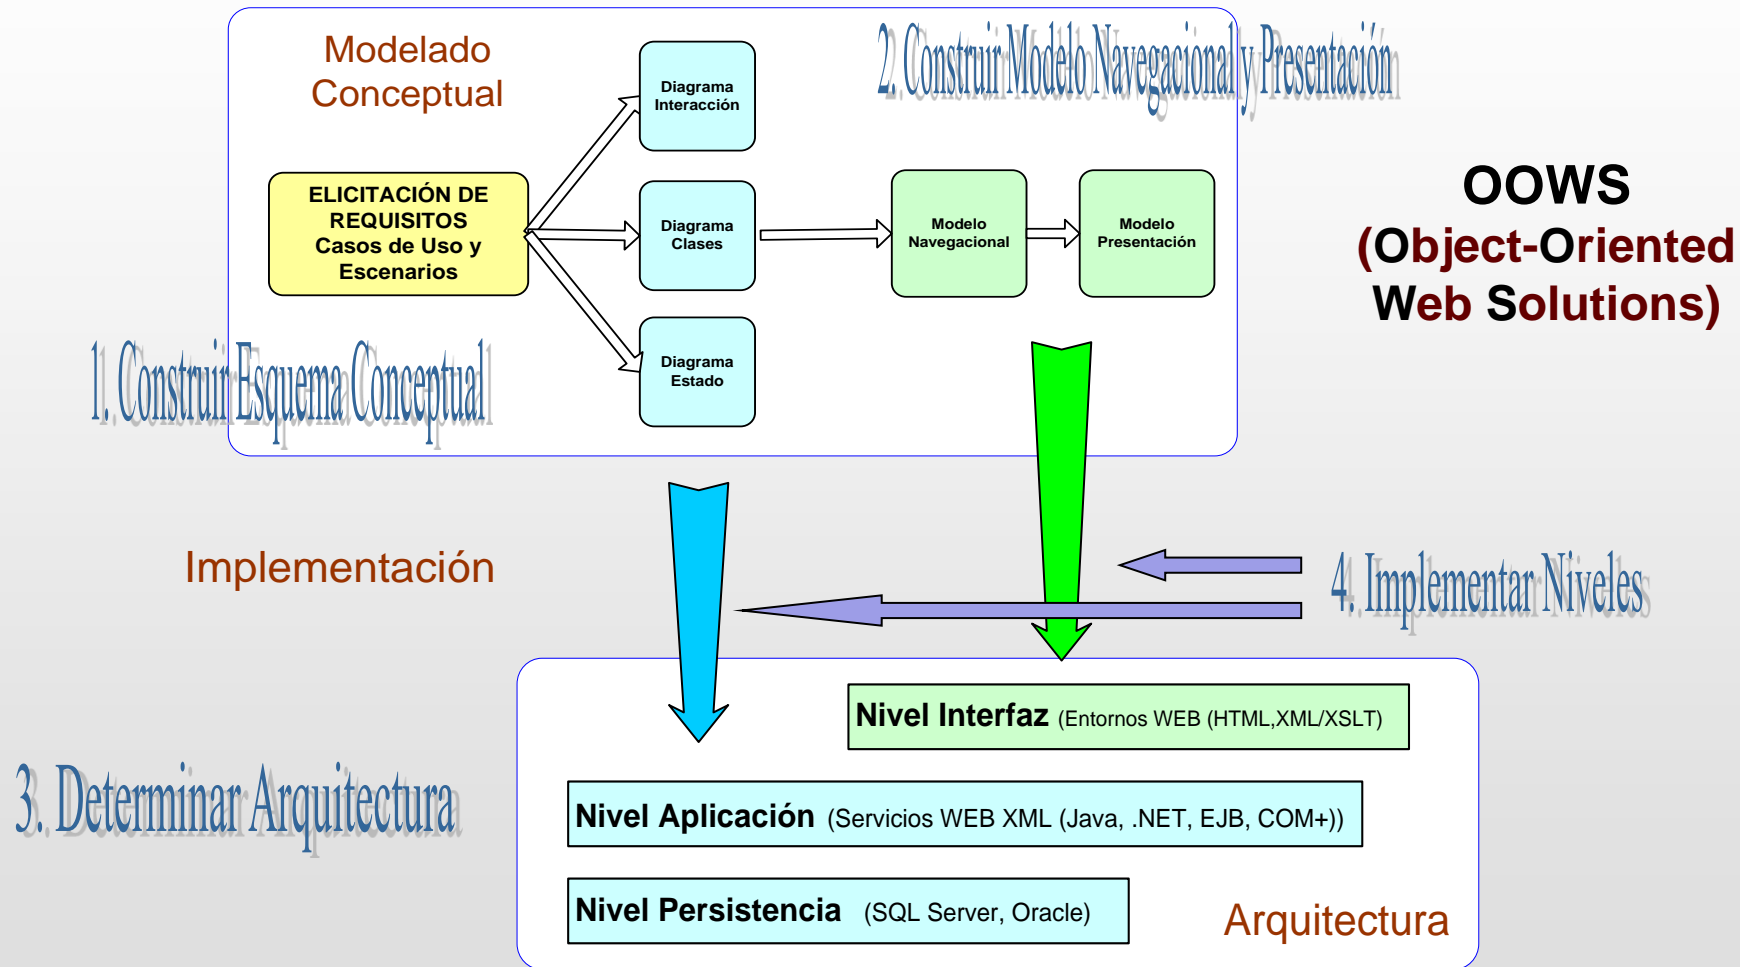 Modelado
Conceptual
2. Construir Modelo Navegacional y Presentación
Diagrama
Interacción
ELICITACIÓN DE
REQUISITOS
Casos de Uso y
Escenarios
Diagrama
Clases
Modelo
Navegacional
Modelo
Presentación
OOWS
(Object-Oriented
Web Solutions)
1. Construir Esquema Conceptual
Diagrama
Estado
Implementación
4. Implementar Niveles
Nivel Interfaz (Entornos WEB (HTML,XML/XSLT)
3. Determinar Arquitectura
Nivel Aplicación (Servicios WEB XML (Java, .NET, EJB, COM+))
Nivel Persistencia (SQL Server, Oracle)
Arquitectura